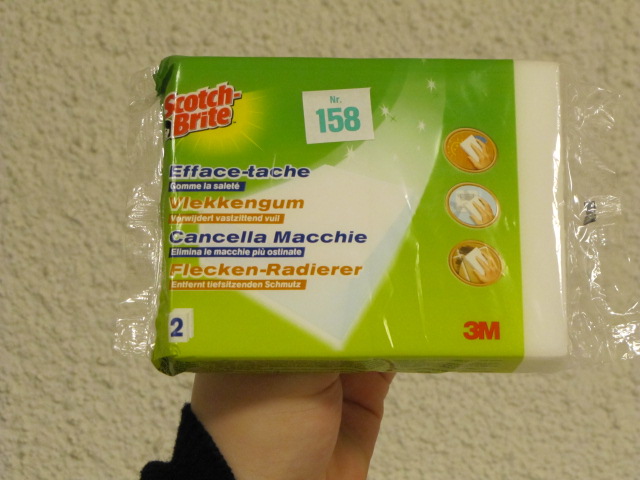 Scotch-
Brite
Nr.
158
Efface-tache
Gomme la saleté
Vlekkengum
Verwijdert vastzittend vuil
Cancella Macchie
Elimina le macchie più ostinate
Flecken-Radierer
Entfernt tiefsitzenden Schmutz
2
3M